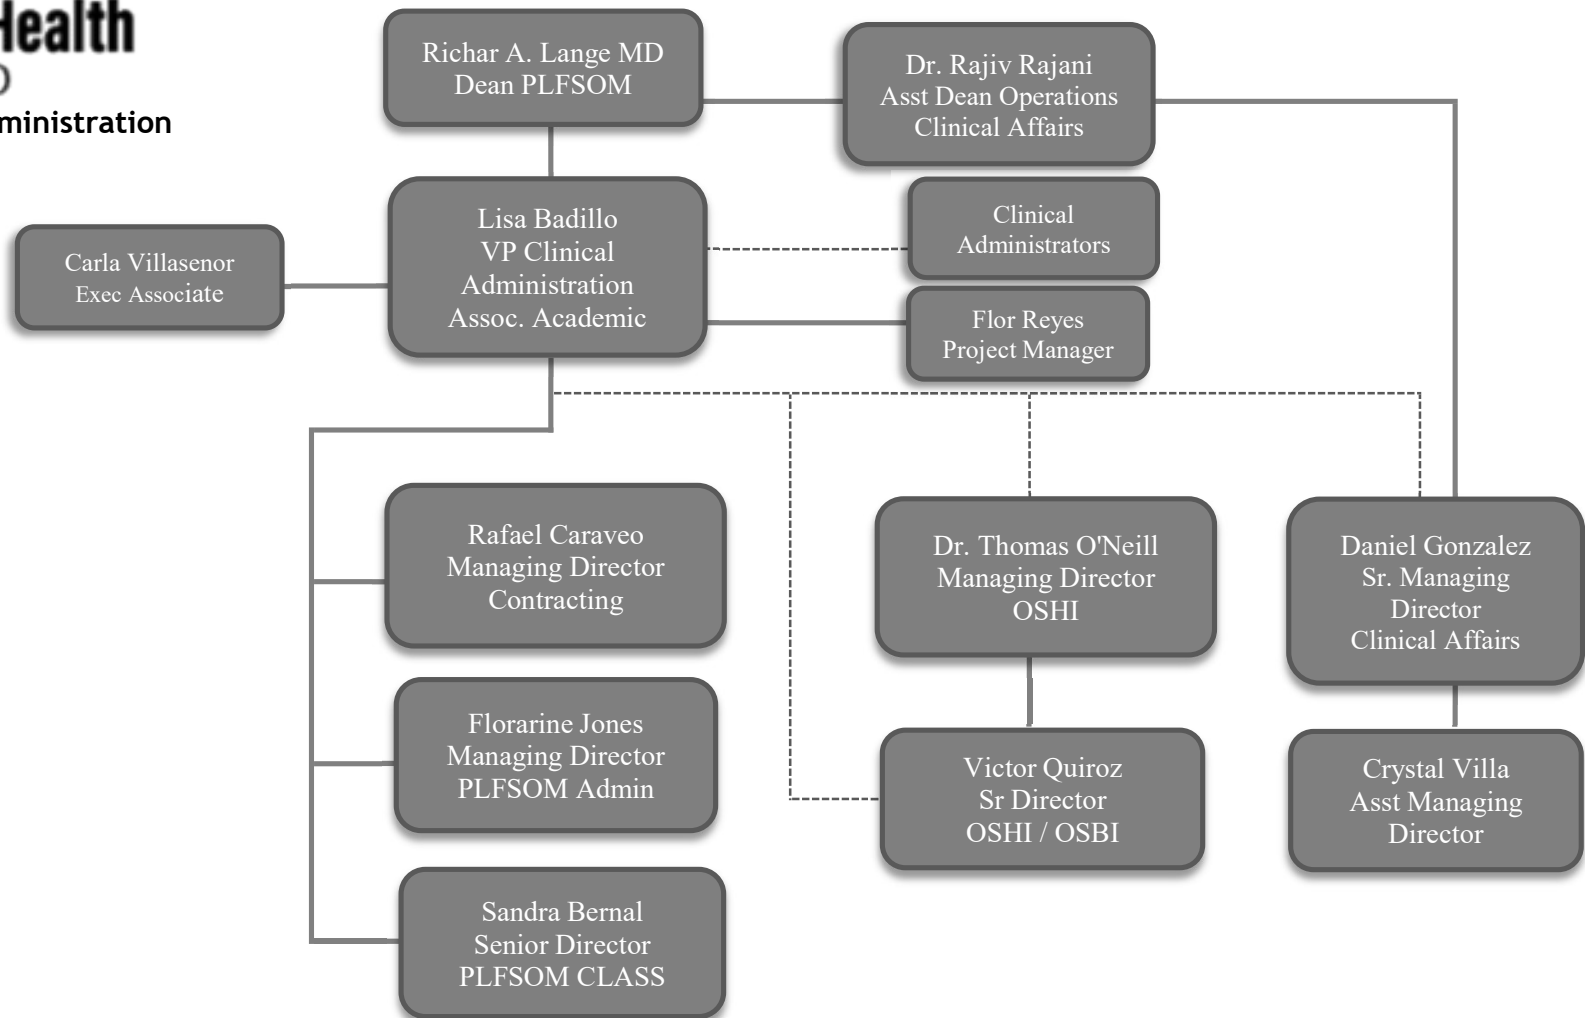 Health
ministration
Richar A. Lange MD
Dean PLFSOM
Dr. Rajiv Rajani
Asst Dean Operations
Clinical Affairs
Lisa Badillo
VP Clinical
Administration
Assoc. Academic
Clinical
Administrators
Carla Villasenor
Exec Associate
Flor Reyes
Project Manager
Rafael Caraveo
Managing Director
Contracting
Dr. Thomas O'Neill
Managing Director
OSHI
Daniel Gonzalez
Sr. Managing
Director
Clinical Affairs
Florarine Jones
Managing Director
PLFSOM Admin
Victor Quiroz
Sr Director
OSHI / OSBI
Crystal Villa
Asst Managing
Director
Sandra Bernal
Senior Director
PLFSOM CLASS